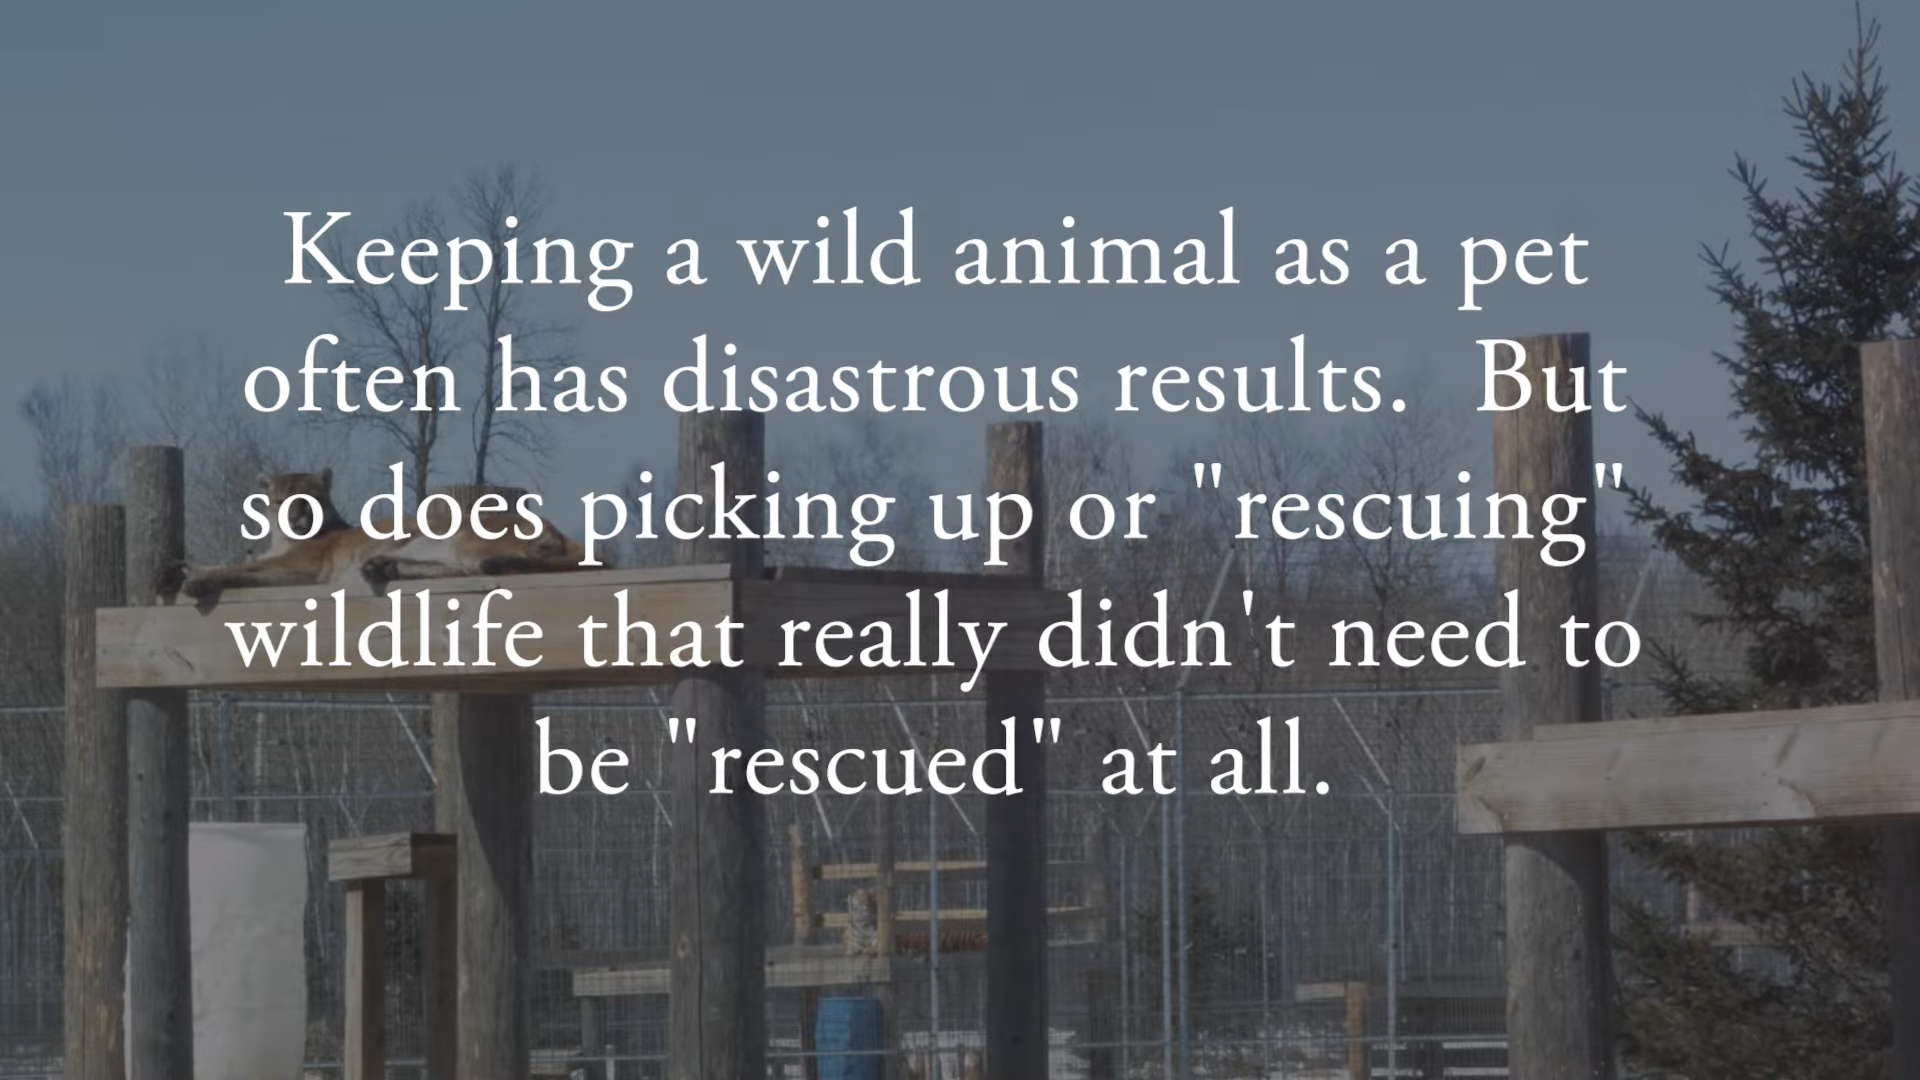 Keeping a wild animal as a pet
often has disastrous results.  But
so does picking up or "rescuing"
wildlife that really didn't need to
be "rescued" at all.